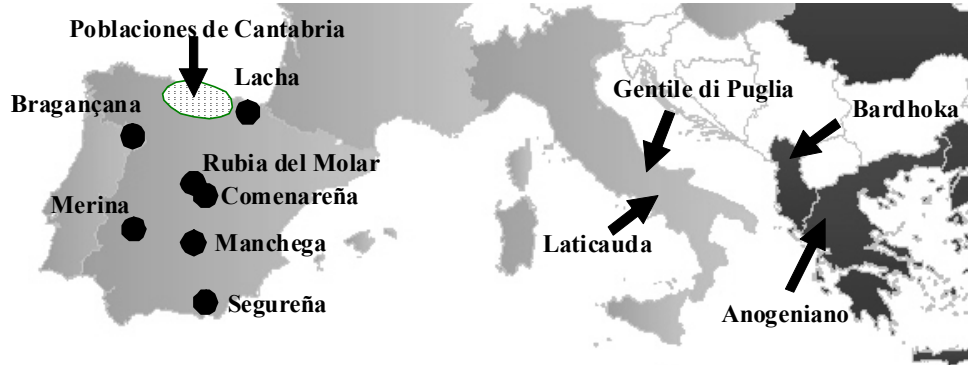 Poblaciones de Cantabria
Lacha
Bragançana
Gentile di Puglia
Bardhoka
Rubia del Molar
Comenareña
Merina
Manchega
Laticauda
Segureña
Anogeniano